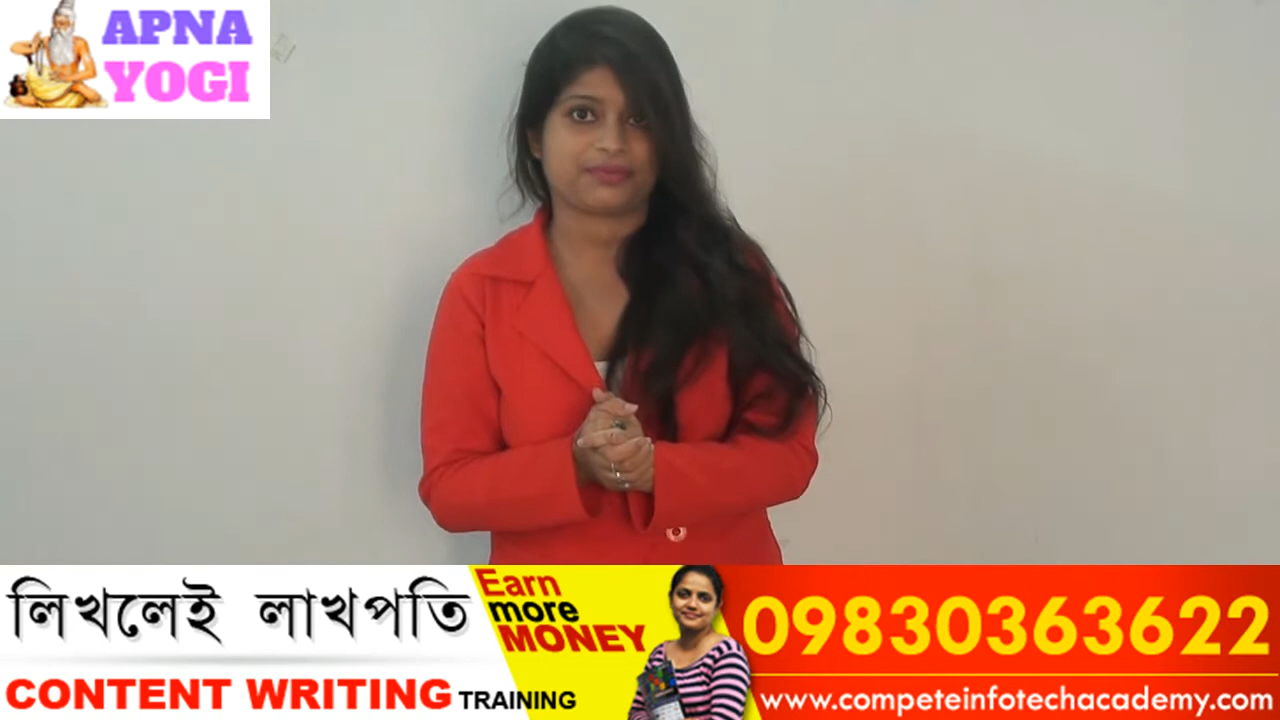 APNA
YOGI
লিখলেই লাখপতি
CONTENT WRITING TRAINING
Earn
more
MONEY
09830363622
www.competeinfotechacademy.com